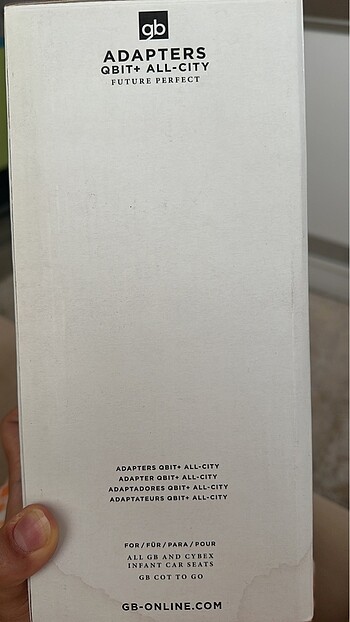 gb
ADAPTERS
QBIT+ ALL-CITY
FUTURE PERFECT
ADAPTERS QBIT+ ALL-CITY
ADAPTER QBIT+ ALL-CITY
ADAPTADORES QBIT+ ALL-CITY
ADAPTATEURS QBIT+ ALL-CITY
FOR / FÜR / PARA / POUR
ALL GB AND CYBEX
INFANT CAR SEATS
GB COT TO GO
GB-ONLINE.COM